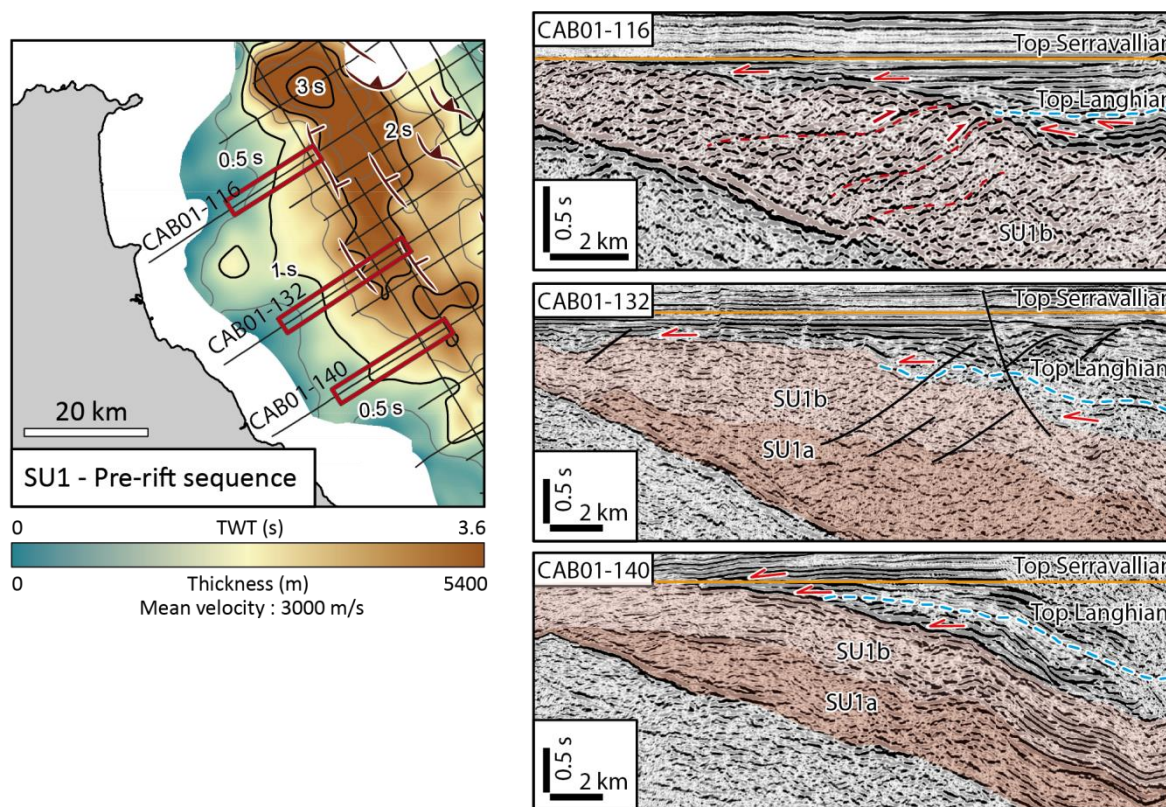 3 s
2 s
0.5 s
CAB01-116
1 s
CAB01-132
CAB01-140
0.5 s
20 km
SU1 - Pre-rift sequence
0 TWT (s) 3.6
0 Thickness (m) 5400
Mean velocity : 3000 m/s
CAB01-116
Top Serravallian
Top Langhian
SU1b
0.5 s
2 km
CAB01-132
Top Serravallian
Top Langhian
SU1b
SU1a
0.5 s
2 km
CAB01-140
Top Serravallian
Top Langhian
SU1b
SU1a
0.5 s
2 km